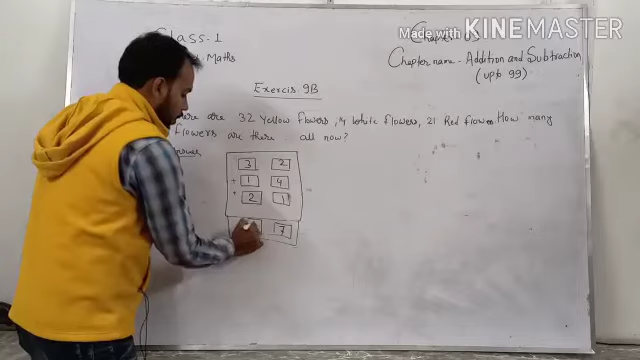 Made with KINEMASTER
Class-1
Maths
Chapter name - Addition and Subtraction
(upto 99)
Exercis 9B
are 32 Yellow flowers, 14 white flowers, 21 Red flowers How many
flowers are there all now?
3 2
+ 1 4
+ 2 1
7